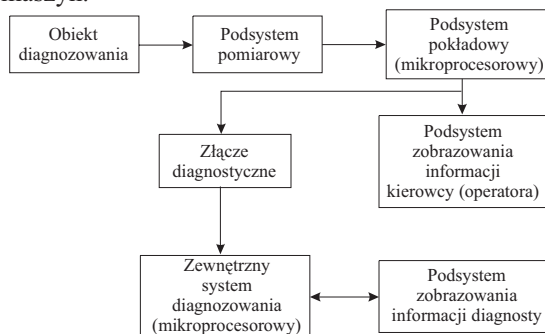 Obiekt
diagnozowania
Podsystem
pomiarowy
Podsystem
pokładowy
(mikroprocesorowy)
Złącze
diagnostyczne
Podsystem
zobrazowania
informacji
kierowcy (operatora)
Zewnętrzny
system
diagnozowania
(mikroprocesorowy)
Podsystem
zobrazowania
informacji diagnosty